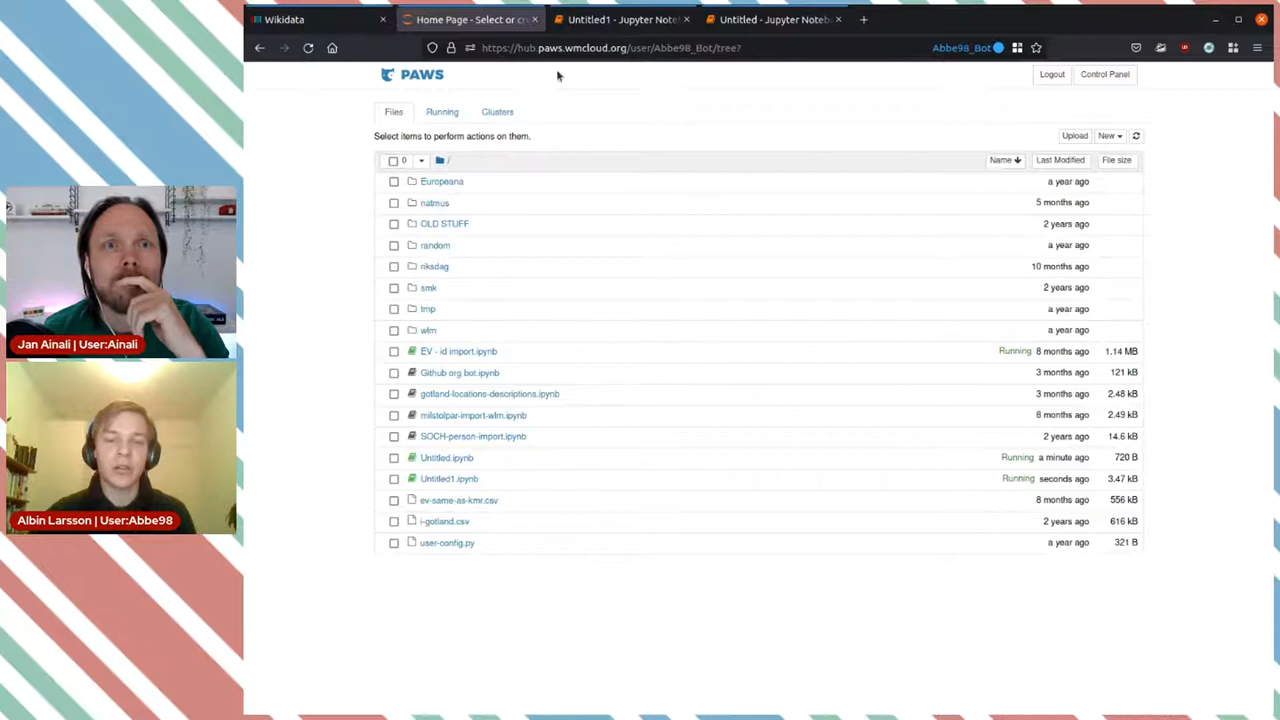 Wikidata
Home Page - Select or cre
Untitled1 - Jupyter Note
Untitled - Jupyter Noteb
https://hub.paws.wmcloud.org/user/Abbe98_Bot/tree?
Abbe98_Bot
PAWS
Logout
Control Panel
Files
Running
Clusters
Select items to perform actions on them.
Upload
New
0
/
Name
Last Modified
File size
Europeana a year ago
natmus 5 months ago
OLD STUFF 2 years ago
random a year ago
riksdag 10 months ago
smk 2 years ago
tmp a year ago
wlm a year ago
EV - id import.ipynb Running 8 months ago 1.14 MB
Github org bot.ipynb 3 months ago 121 kB
gotland-locations-descriptions.ipynb 3 months ago 2.48 kB
milstolpar-import-wlm.ipynb 8 months ago 2.49 kB
SOCH-person-import.ipynb 2 years ago 14.6 kB
Untitled.ipynb Running a minute ago 720 B
Untitled1.ipynb Running seconds ago 3.47 kB
ev-same-as-kmr.csv 8 months ago 556 kB
i-gotland.csv 2 years ago 616 kB
user-config.py a year ago 321 B
Jan Ainali | User:Ainali
Albin Larsson | User:Abbe98